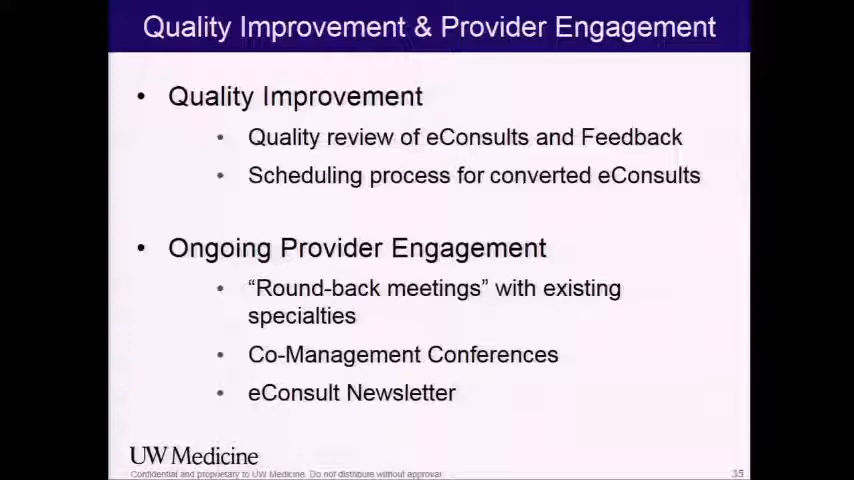 Quality Improvement & Provider Engagement
• Quality Improvement
• Quality review of eConsults and Feedback
• Scheduling process for converted eConsults
• Ongoing Provider Engagement
• “Round-back meetings” with existing
specialties
• Co-Management Conferences
• eConsult Newsletter
UW Medicine
Confidential and proprietary to UW Medicine. Do not distribute without approval.
35